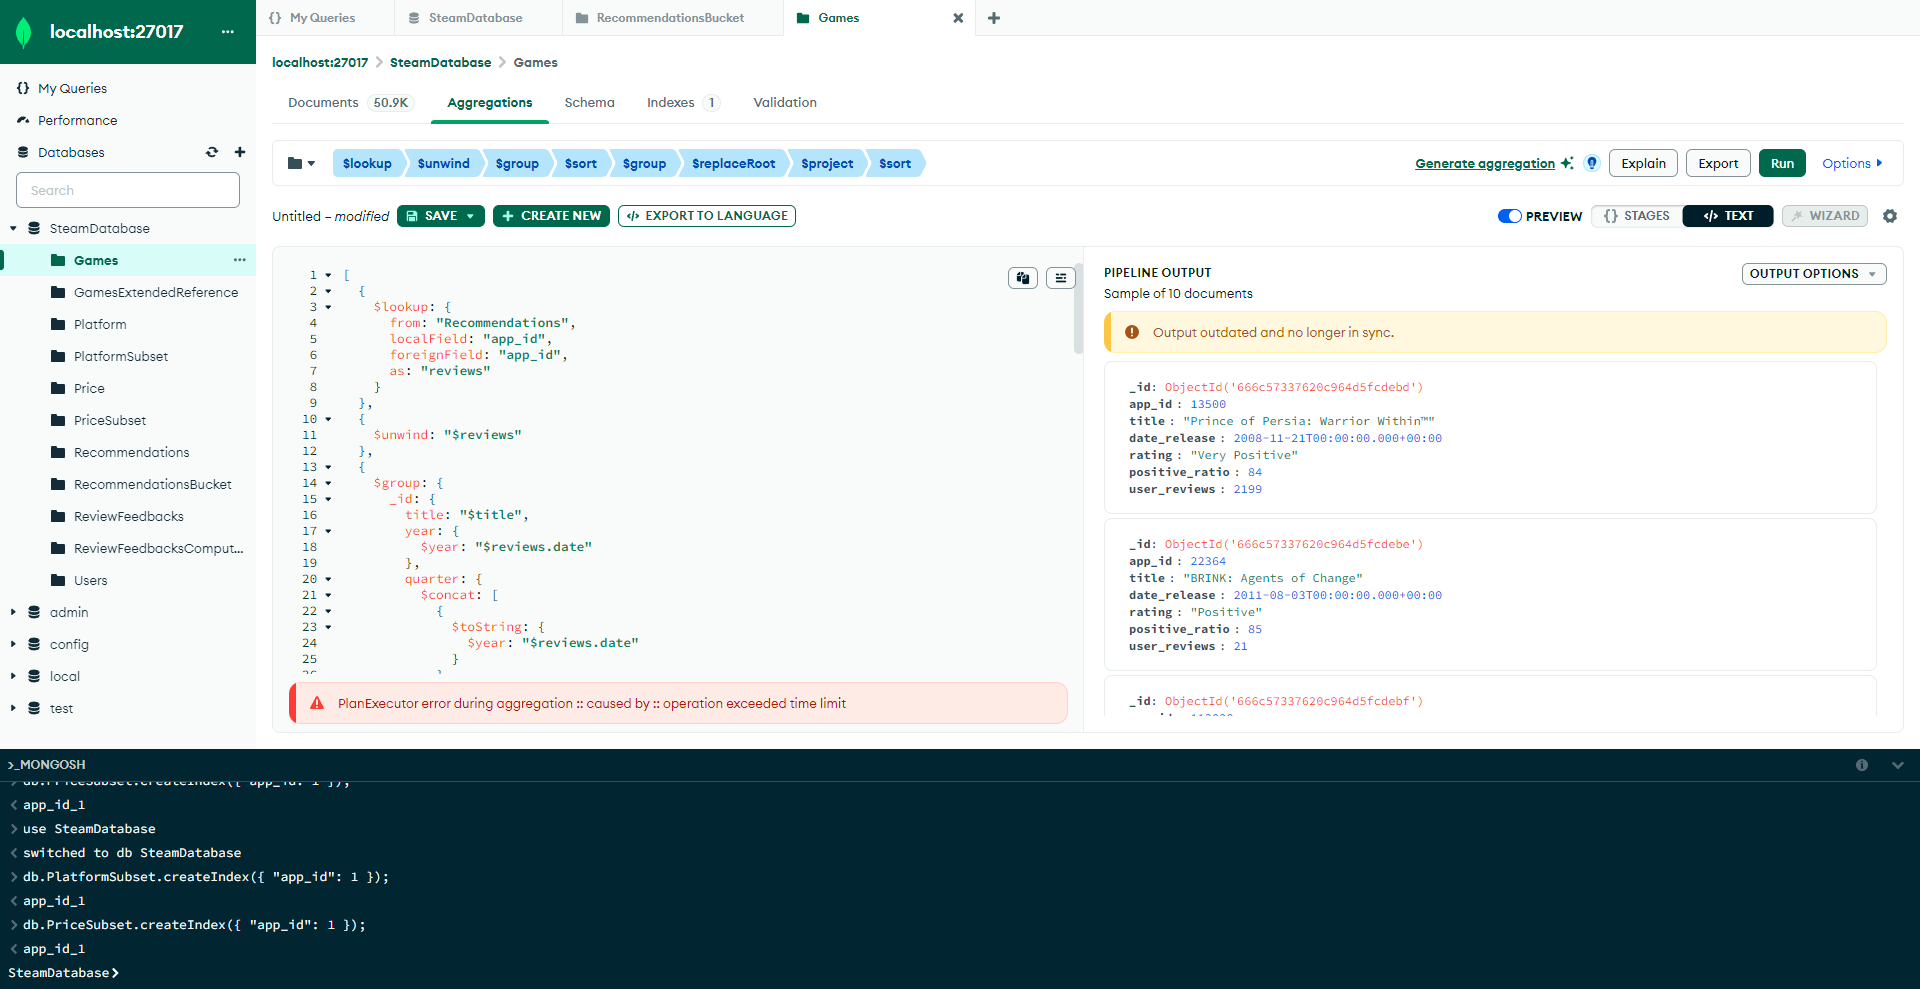 localhost:27017
My Queries
Performance
Databases
Search
SteamDatabase
Games
GamesExtendedReference
Platform
PlatformSubset
Price
PriceSubset
Recommendations
RecommendationsBucket
ReviewFeedbacks
ReviewFeedbacksComput...
Users
admin
config
local
test
My Queries SteamDatabase RecommendationsBucket Games
localhost:27017 > SteamDatabase > Games
Documents 50.9K Aggregations Schema Indexes 1 Validation
$lookup $unwind $group $sort $group $replaceRoot $project $sort
Generate aggregation Explain Export Run Options
Untitled – modified SAVE + CREATE NEW </> EXPORT TO LANGUAGE
PREVIEW {} STAGES </> TEXT WIZARD
1 [
2 {
3 $lookup: {
4 from: "Recommendations",
5 localField: "app_id",
6 foreignField: "app_id",
7 as: "reviews"
8 }
9 },
10 {
11 $unwind: "$reviews"
12 },
13 {
14 $group: {
15 _id: {
16 title: "$title",
17 year: {
18 $year: "$reviews.date"
19 },
20 quarter: {
21 $concat: [
22 {
23 $toString: {
24 $year: "$reviews.date"
25 }
PlanExecutor error during aggregation :: caused by :: operation exceeded time limit
PIPELINE OUTPUT
Sample of 10 documents
OUTPUT OPTIONS
Output outdated and no longer in sync.
_id: ObjectId('666c57337620c964d5fcdebd')
app_id : 13500
title : "Prince of Persia: Warrior Within™"
date_release : 2008-11-21T00:00:00.000+00:00
rating : "Very Positive"
positive_ratio : 84
user_reviews : 2199
_id: ObjectId('666c57337620c964d5fcdebe')
app_id : 22364
title : "BRINK: Agents of Change"
date_release : 2011-08-03T00:00:00.000+00:00
rating : "Positive"
positive_ratio : 85
user_reviews : 21
_id: ObjectId('666c57337620c964d5fcdebf')
>_MONGOSH
> db.PriceSubset.createIndex({ "app_id": 1 });
< app_id_1
> use SteamDatabase
< switched to db SteamDatabase
> db.PlatformSubset.createIndex({ "app_id": 1 });
< app_id_1
> db.PriceSubset.createIndex({ "app_id": 1 });
< app_id_1
SteamDatabase>